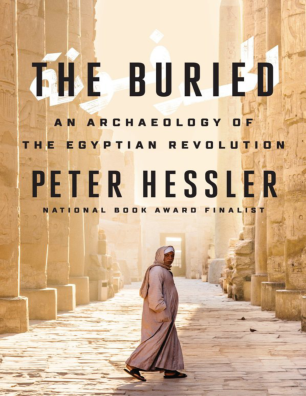 THE BURIED
AN ARCHAEOLOGY OF
THE EGYPTIAN REVOLUTION
PETER HESSLER
NATIONAL BOOK AWARD FINALIST